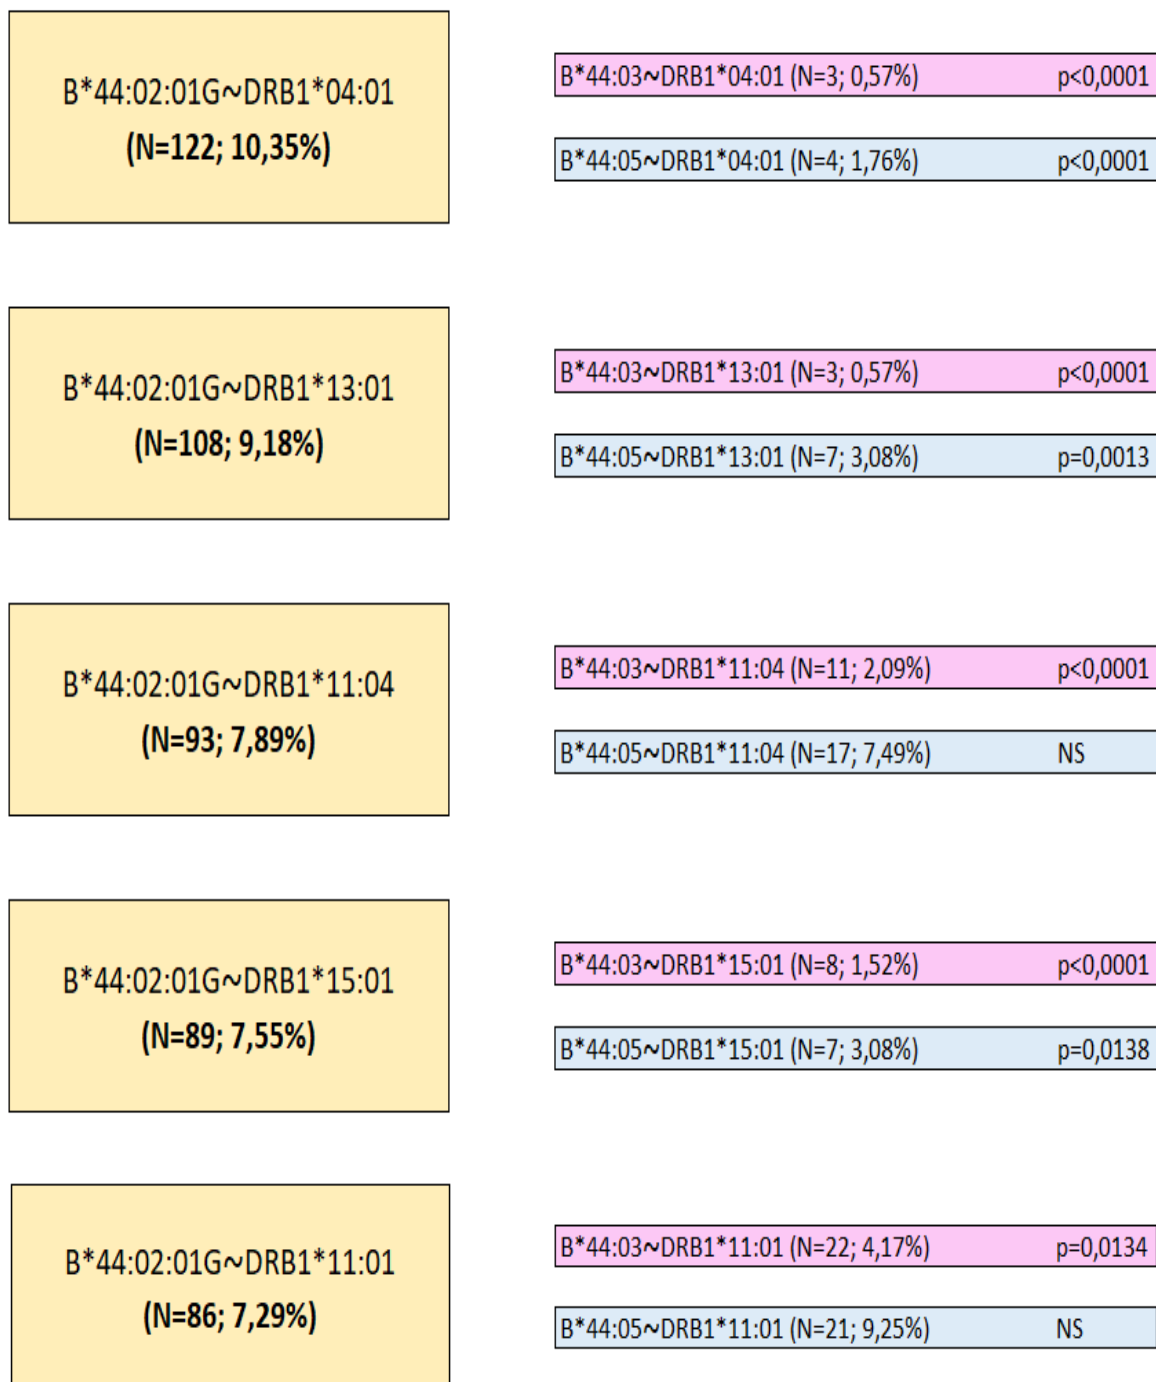 B*44:02:01G~DRB1*04:01
(N=122; 10,35%)
B*44:03~DRB1*04:01 (N=3; 0,57%) p<0,0001
B*44:05~DRB1*04:01 (N=4; 1,76%) p<0,0001
B*44:02:01G~DRB1*13:01
(N=108; 9,18%)
B*44:03~DRB1*13:01 (N=3; 0,57%) p<0,0001
B*44:05~DRB1*13:01 (N=7; 3,08%) p=0,0013
B*44:02:01G~DRB1*11:04
(N=93; 7,89%)
B*44:03~DRB1*11:04 (N=11; 2,09%) p<0,0001
B*44:05~DRB1*11:04 (N=17; 7,49%) NS
B*44:02:01G~DRB1*15:01
(N=89; 7,55%)
B*44:03~DRB1*15:01 (N=8; 1,52%) p<0,0001
B*44:05~DRB1*15:01 (N=7; 3,08%) p=0,0138
B*44:02:01G~DRB1*11:01
(N=86; 7,29%)
B*44:03~DRB1*11:01 (N=22; 4,17%) p=0,0134
B*44:05~DRB1*11:01 (N=21; 9,25%) NS